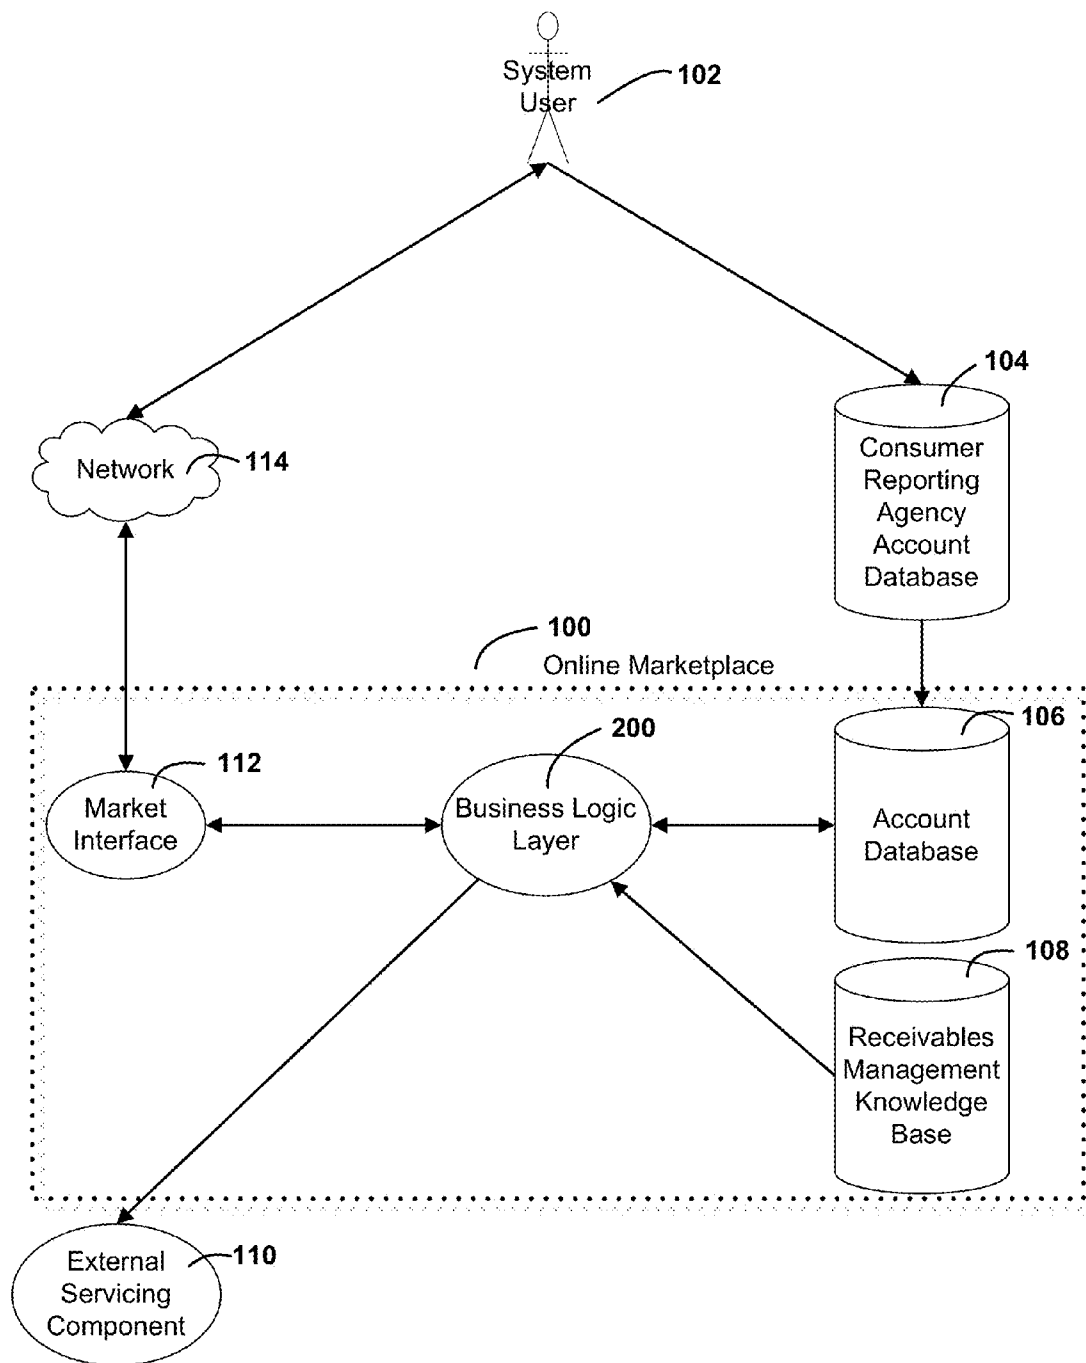 System
User
102
104
Consumer
Reporting
Agency
Account
Database
Network
114
100
Online Marketplace
106
200
112
Market
Interface
Business Logic
Layer
Account
Database
108
Receivables
Management
Knowledge
Base
110
External
Servicing
Component